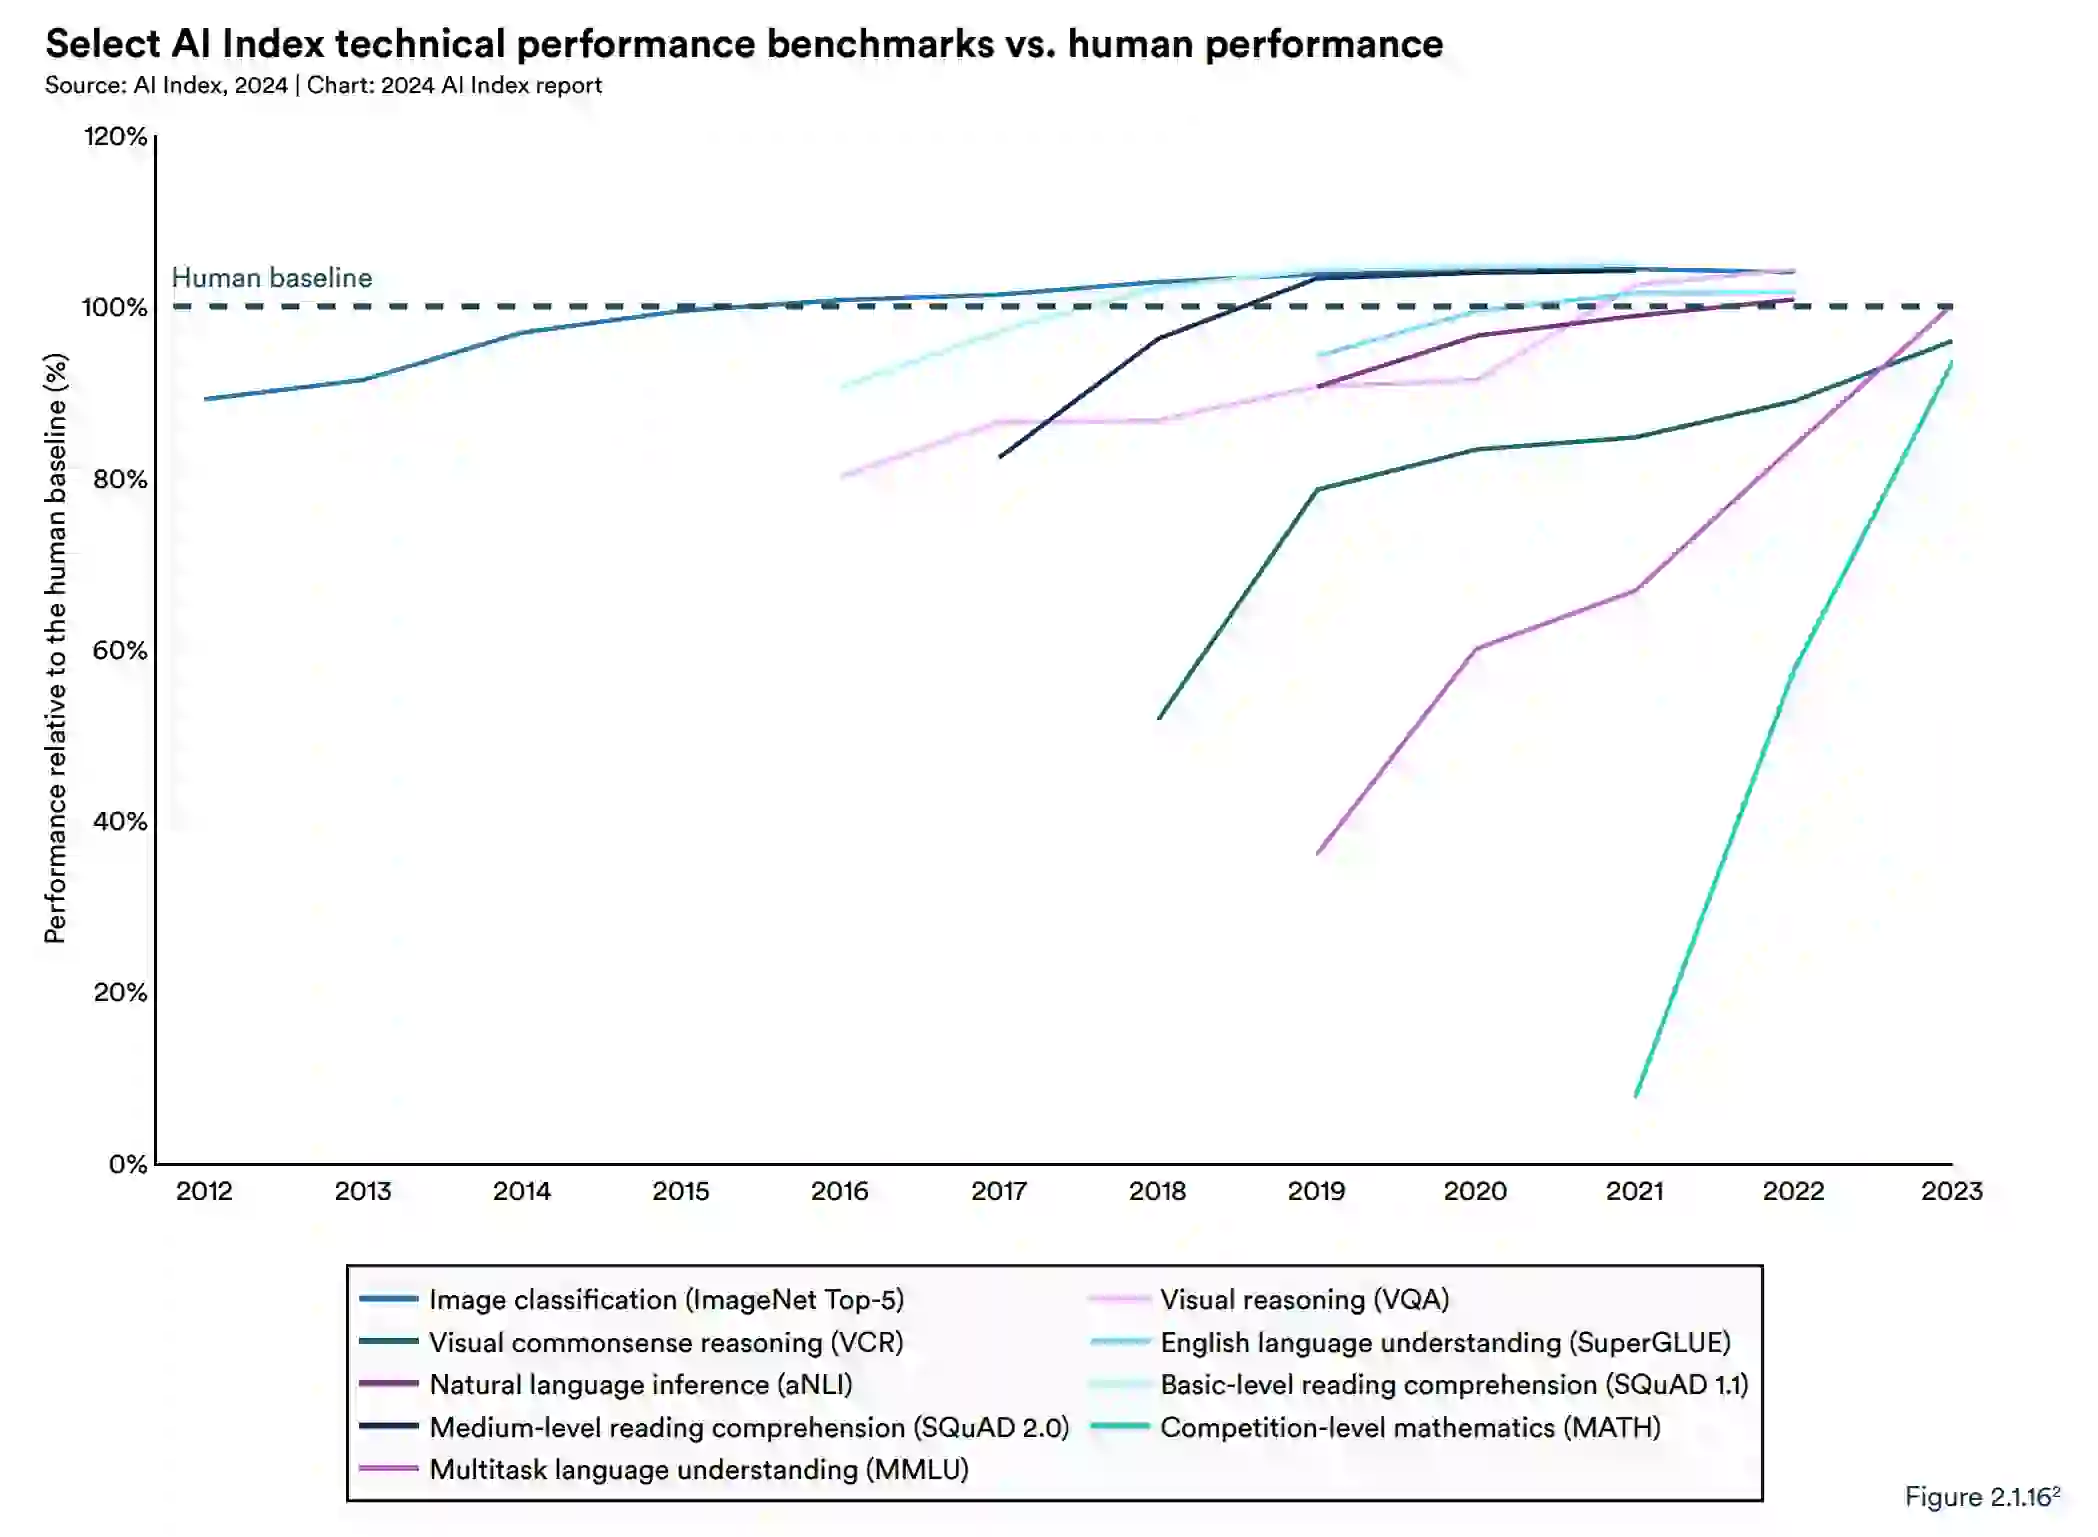 Select AI Index technical performance benchmarks vs. human performance
Source: AI Index, 2024 | Chart: 2024 AI Index report
120%
Human baseline
100%
80%
60%
40%
20%
0%
Performance relative to the human baseline (%)
2012 2013 2014 2015 2016 2017 2018 2019 2020 2021 2022 2023
Image classification (ImageNet Top-5)
Visual commonsense reasoning (VCR)
Natural language inference (aNLI)
Medium-level reading comprehension (SQuAD 2.0)
Multitask language understanding (MMLU)
Visual reasoning (VQA)
English language understanding (SuperGLUE)
Basic-level reading comprehension (SQuAD 1.1)
Competition-level mathematics (MATH)
Figure 2.1.16²